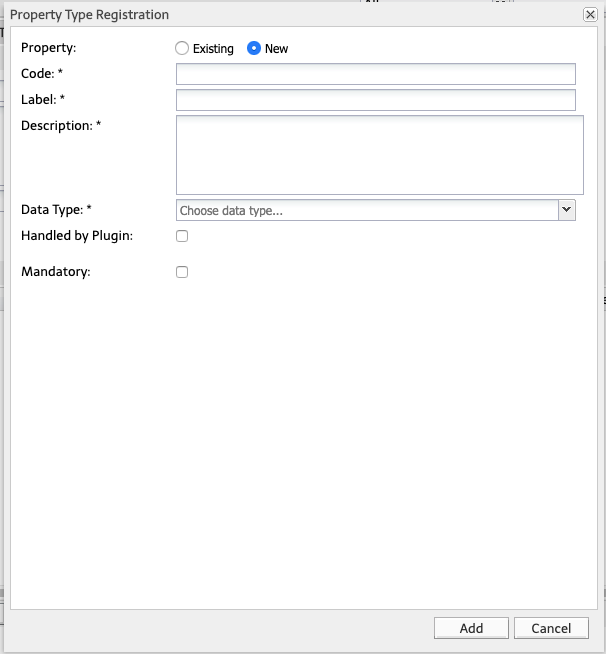 Property Type Registration
Property: Existing New
Code: *
Label: *
Description: *
Data Type: * Choose data type...
Handled by Plugin:
Mandatory:
Add Cancel